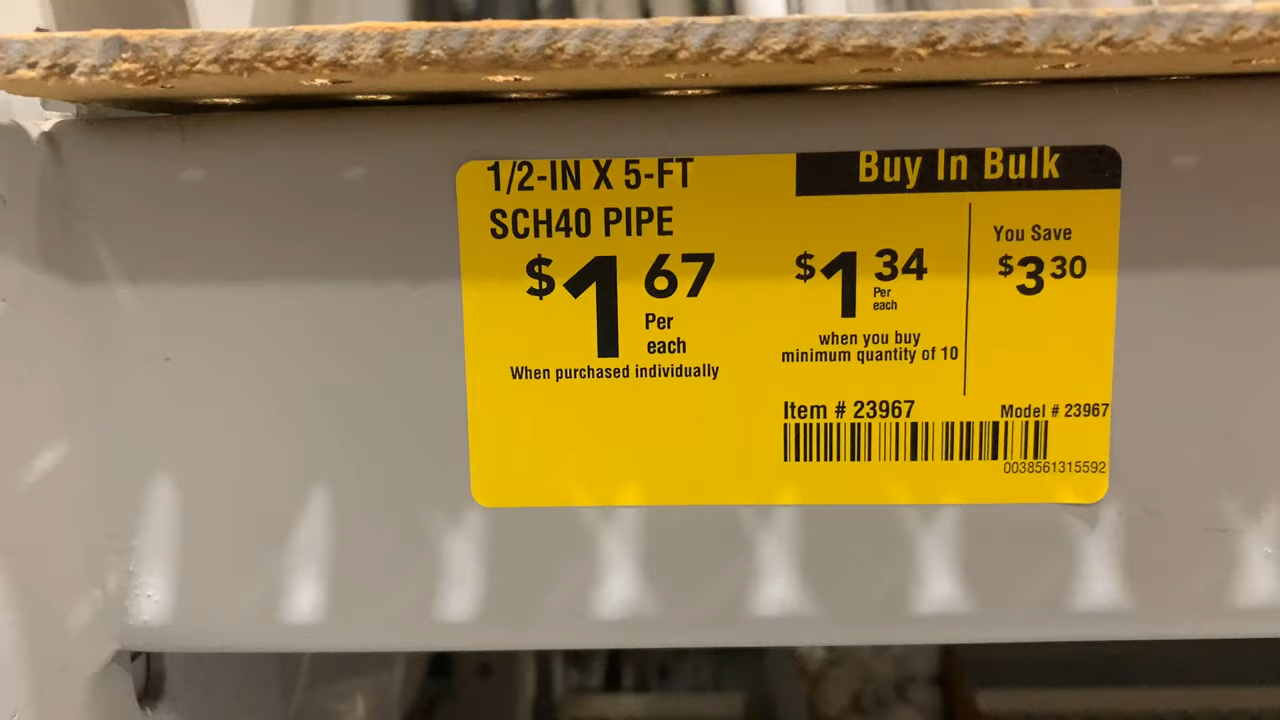 1/2-IN X 5-FT
SCH40 PIPE
$1 67
Per
each
When purchased individually
Buy In Bulk
$1 34
Per
each
when you buy
minimum quantity of 10
You Save
$3 30
Item # 23967
Model # 23967
0038561315592